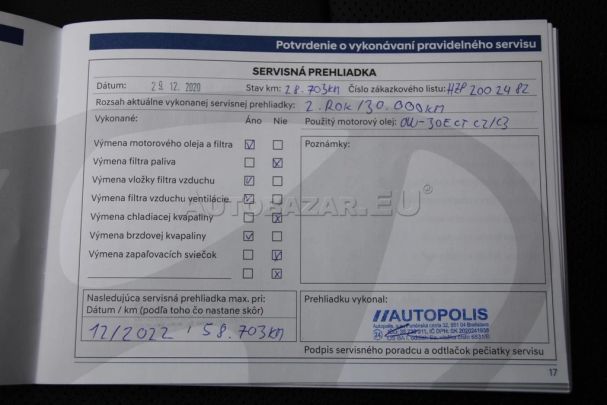 Potvrdenie o vykonávaní pravidelného servisu
SERVISNÁ PREHLIADKA
Dátum: 29. 12. 2020 Stav km: 28.703km Číslo zákazkového listu: HZP 200 24 82
Rozsah aktuálne vykonanej servisnej prehliadky: 2. ROK / 30.000km
Vykonané: Áno Nie Použitý motorový olej: 0W-30 ECT C2/C3
Výmena motorového oleja a filtra
Poznámky:
Výmena filtra paliva
Výmena vložky filtra vzduchu
Výmena filtra vzduchu ventilácie
AUTOBAZAR.EU®
Výmena chladiacej kvapaliny
Výmena brzdovej kvapaliny
Výmena zapaľovacích sviečok
Nasledujúca servisná prehliadka max. pri:
Dátum / km (podľa toho čo nastane skôr)
12/2022 , 58.703km
Prehliadku vykonal:
AUTOPOLIS
Podpis servisného poradcu a odtlačok pečiatky servisu
17